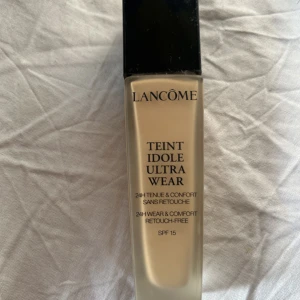 LANCÔME
TEINT
IDOLE
ULTRA
WEAR
24H TENUE & CONFORT
SANS RETOUCHE
24H WEAR & COMFORT
RETOUCH-FREE
SPF 15